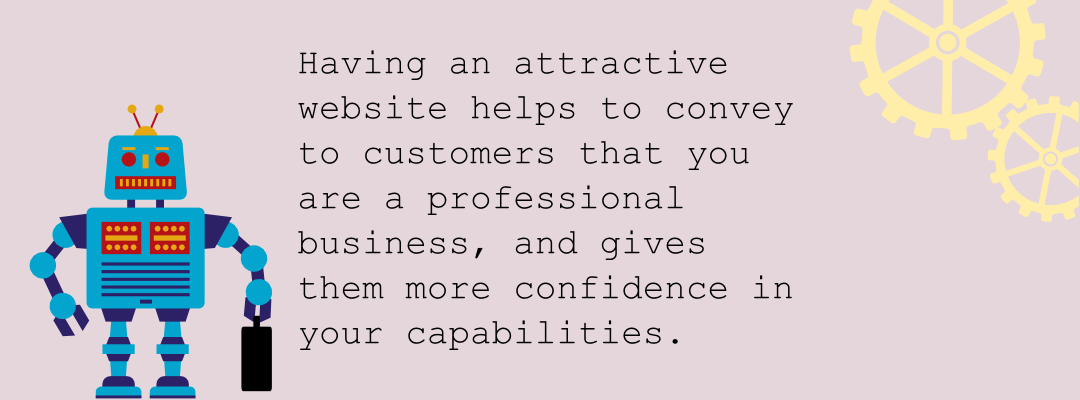 Having an attractive
website helps to convey
to customers that you
are a professional
business, and gives
them more confidence in
your capabilities.